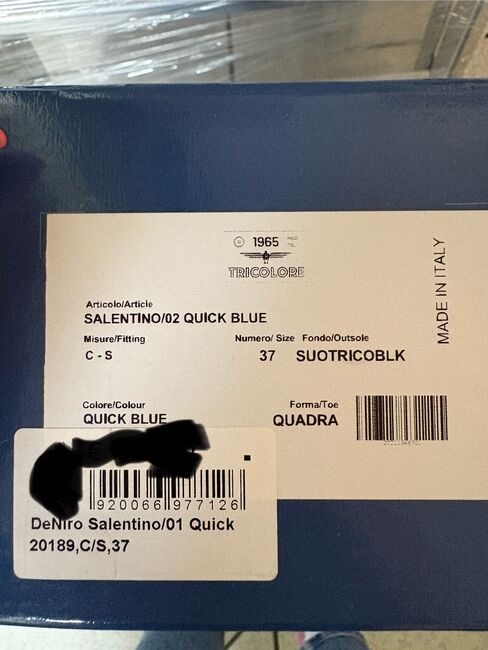 1965
TRICOLORE
MADE IN ITALY
Articolo/Article
SALENTINO/02 QUICK BLUE
Misure/Fitting
Numero/ Size
Fondo/Outsole
C - S
37
SUOTRICOBLK
Colore/Colour
Forma/Toe
QUICK BLUE
QUADRA
€
920066 977126
DeNiro Salentino/01 Quick
20189,C/S,37